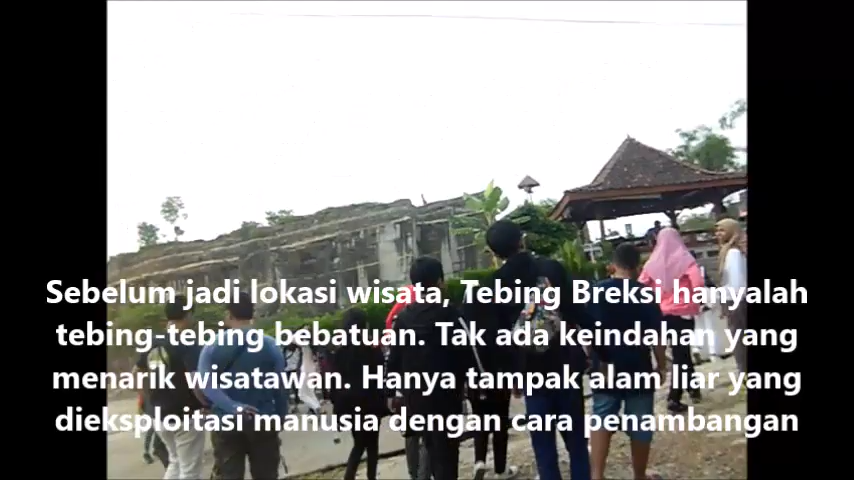 Sebelum jadi lokasi wisata, Tebing Breksi hanyalah
tebing-tebing bebatuan. Tak ada keindahan yang
menarik wisatawan. Hanya tampak alam liar yang
dieksploitasi manusia dengan cara penambangan